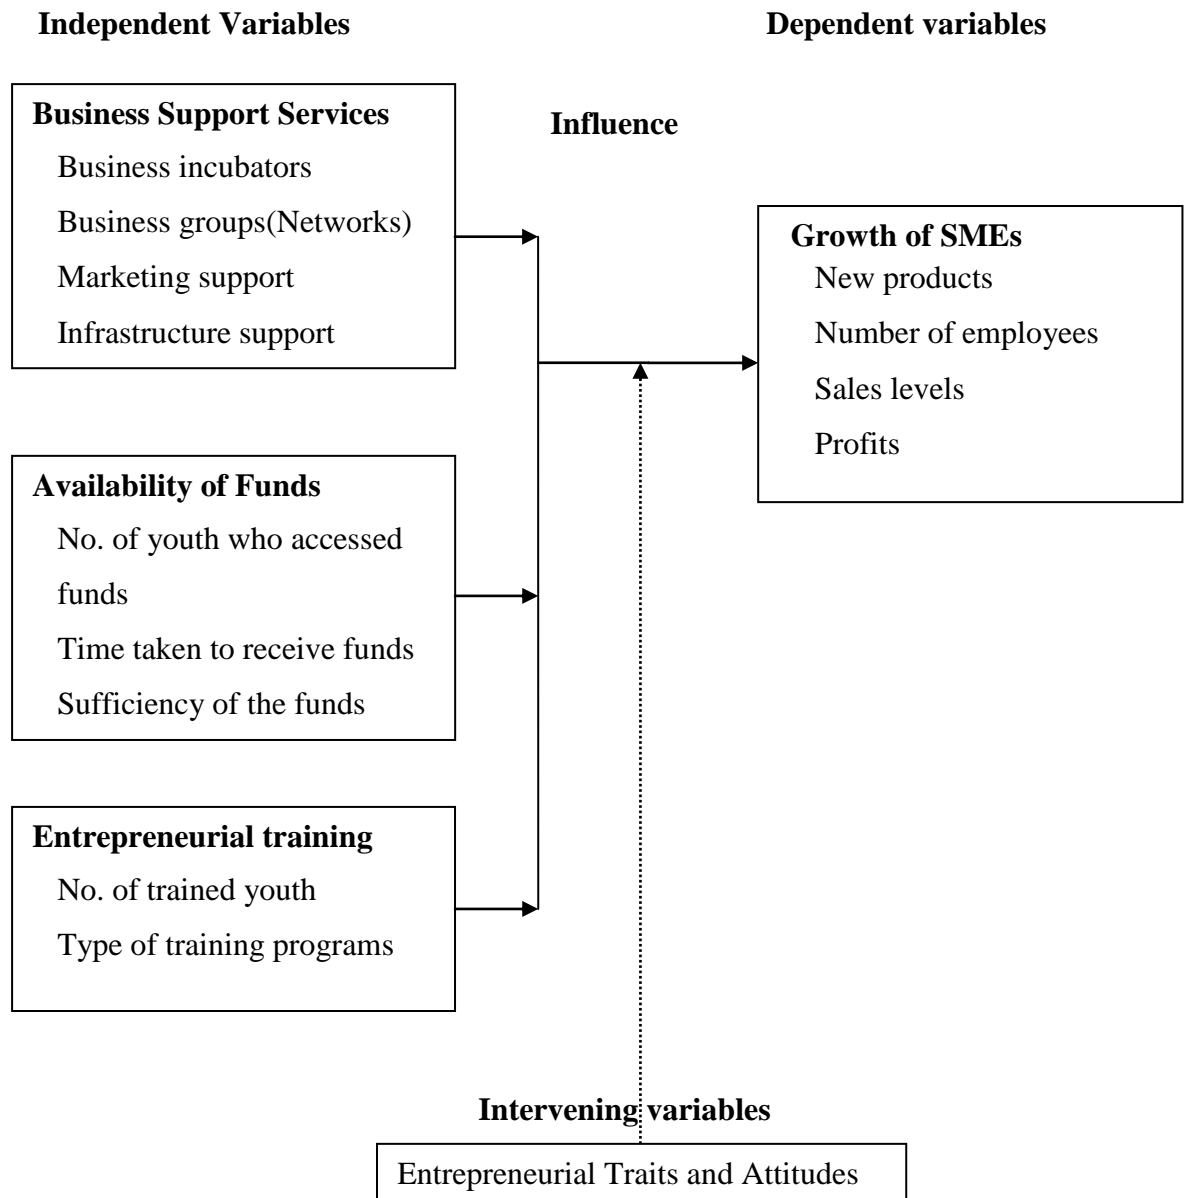 Independent Variables
Dependent variables
Business Support Services
Business incubators
Business groups(Networks)
Marketing support
Infrastructure support
Influence
Growth of SMEs
New products
Number of employees
Sales levels
Profits
Availability of Funds
No. of youth who accessed
funds
Time taken to receive funds
Sufficiency of the funds
Entrepreneurial training
No. of trained youth
Type of training programs
Intervening variables
Entrepreneurial Traits and Attitudes